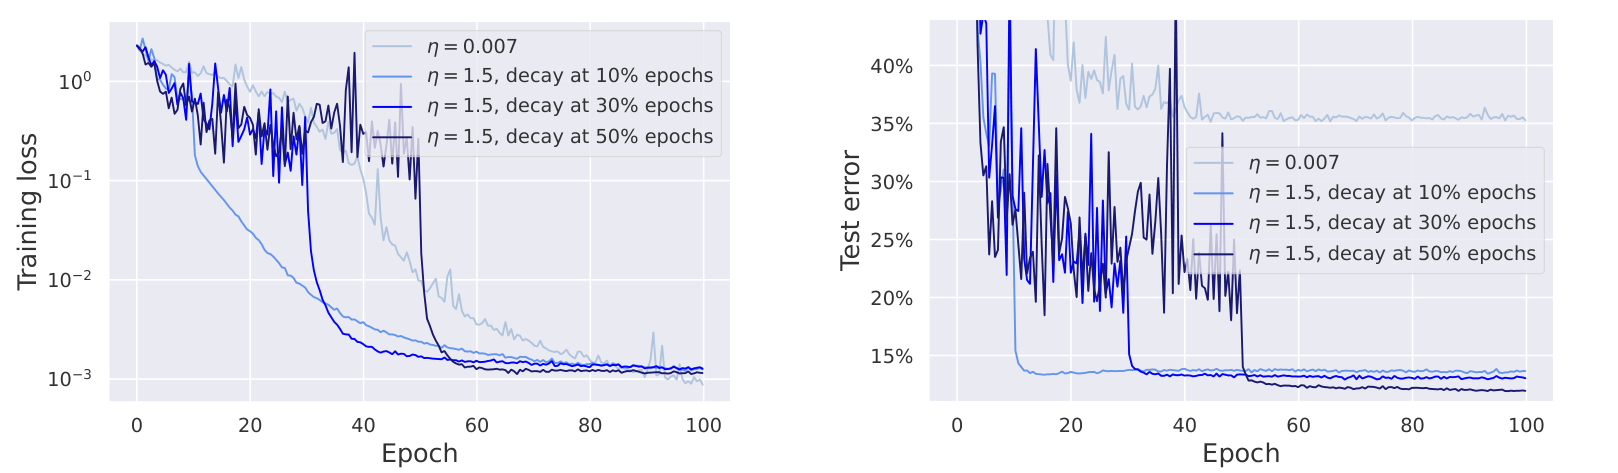 Training loss
10⁰
10⁻¹
10⁻²
10⁻³
η = 0.007
η = 1.5, decay at 10% epochs
η = 1.5, decay at 30% epochs
η = 1.5, decay at 50% epochs
0 20 40 60 80 100
Epoch
Test error
40%
35%
30%
25%
20%
15%
η = 0.007
η = 1.5, decay at 10% epochs
η = 1.5, decay at 30% epochs
η = 1.5, decay at 50% epochs
0 20 40 60 80 100
Epoch